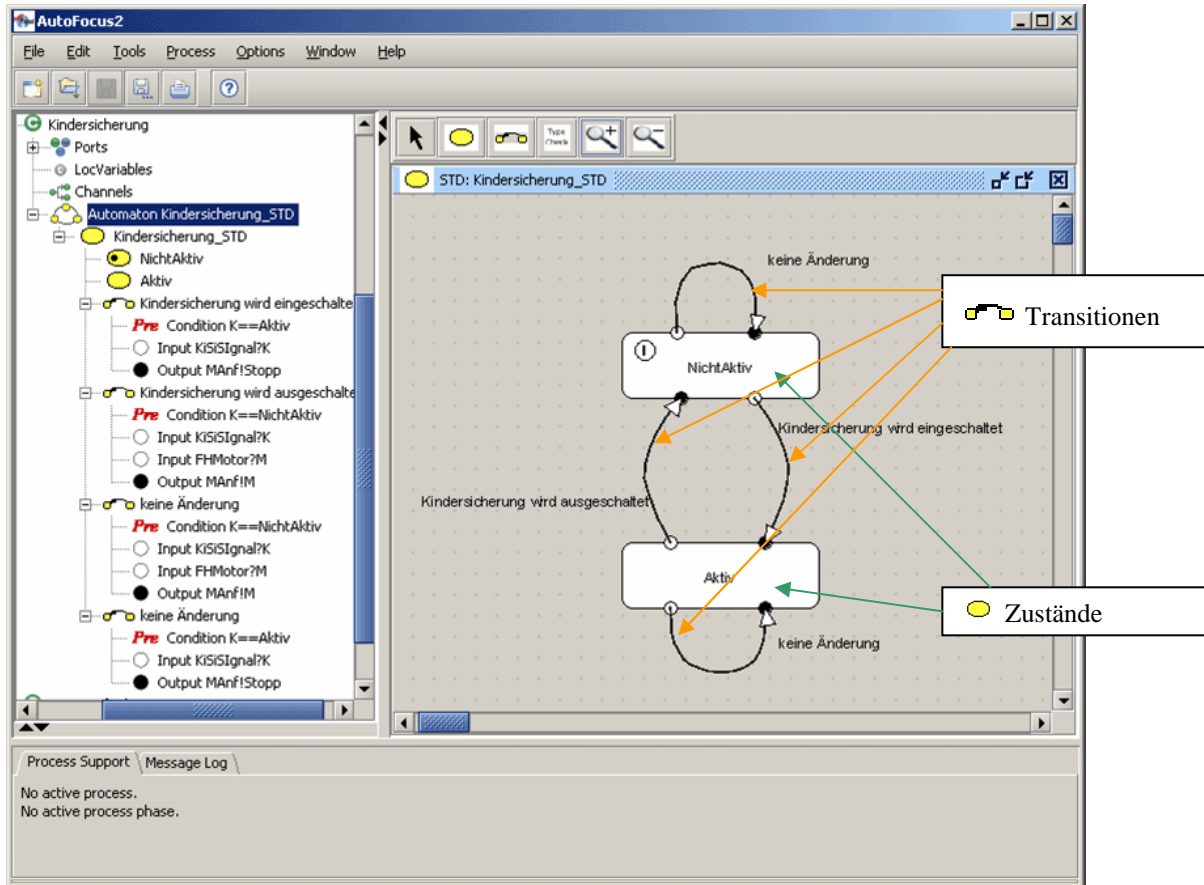 AutoFocus2
File Edit Tools Process Options Window Help
Kindersicherung
Ports
LocVariables
Channels
Automaton Kindersicherung_STD
Kindersicherung_STD
NichtAktiv
Aktiv
Kindersicherung wird eingeschalte
Pre Condition K==Aktiv
Input KiSiSIgnal?K
Output MAnf!Stopp
Kindersicherung wird ausgeschalte
Pre Condition K==NichtAktiv
Input KiSiSIgnal?K
Input FHMotor?M
Output MAnf!M
keine Änderung
Pre Condition K==NichtAktiv
Input KiSiSIgnal?K
Input FHMotor?M
Output MAnf!M
keine Änderung
Pre Condition K==Aktiv
Input KiSiSIgnal?K
Output MAnf!Stopp
Type
Check
STD: Kindersicherung_STD
keine Änderung
I
NichtAktiv
Kindersicherung wird eingeschaltet
Kindersicherung wird ausgeschaltet
Aktiv
keine Änderung
Transitionen
Zustände
Process Support
Message Log
No active process.
No active process phase.